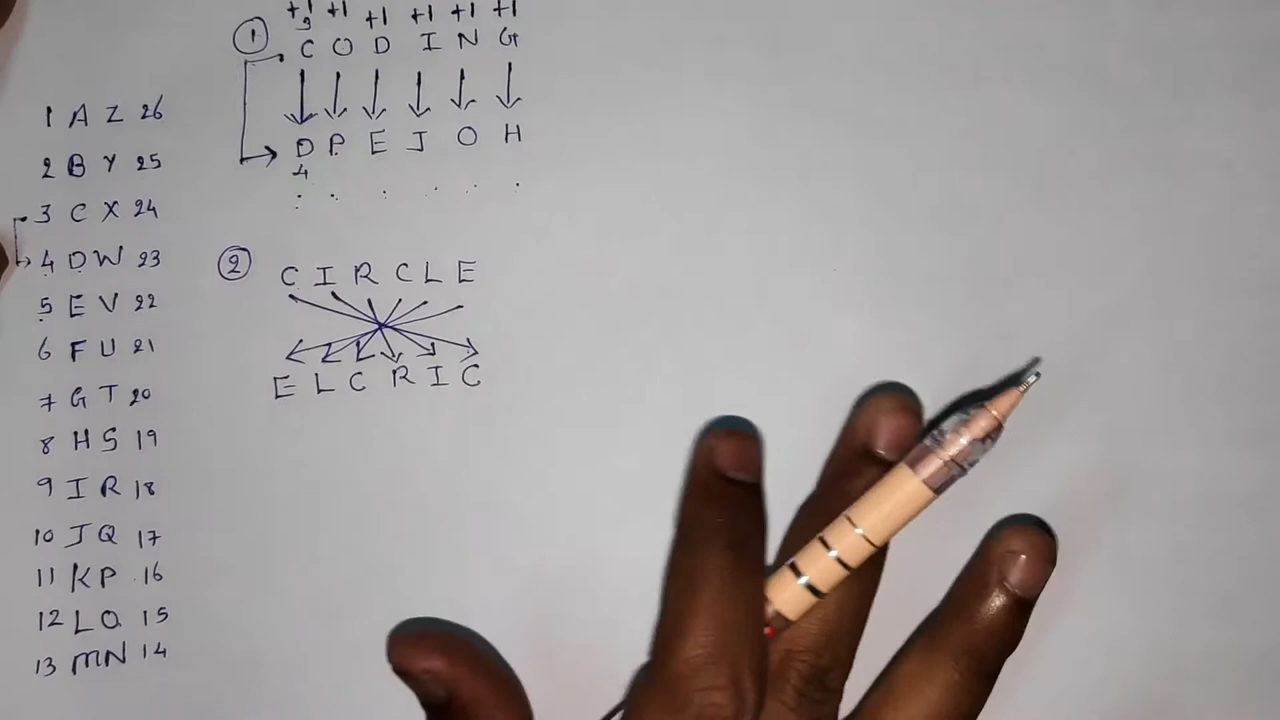 +1 +1 +1 +1 +1 +1
3
① C O D I N G
D P E J O H
4
② C I R C L E
E L C R I C
1 A Z 26
2 B Y 25
3 C X 24
4 D W 23
5 E V 22
6 F U 21
7 G T 20
8 H S 19
9 I R 18
10 J Q 17
11 K P 16
12 L O 15
13 M N 14